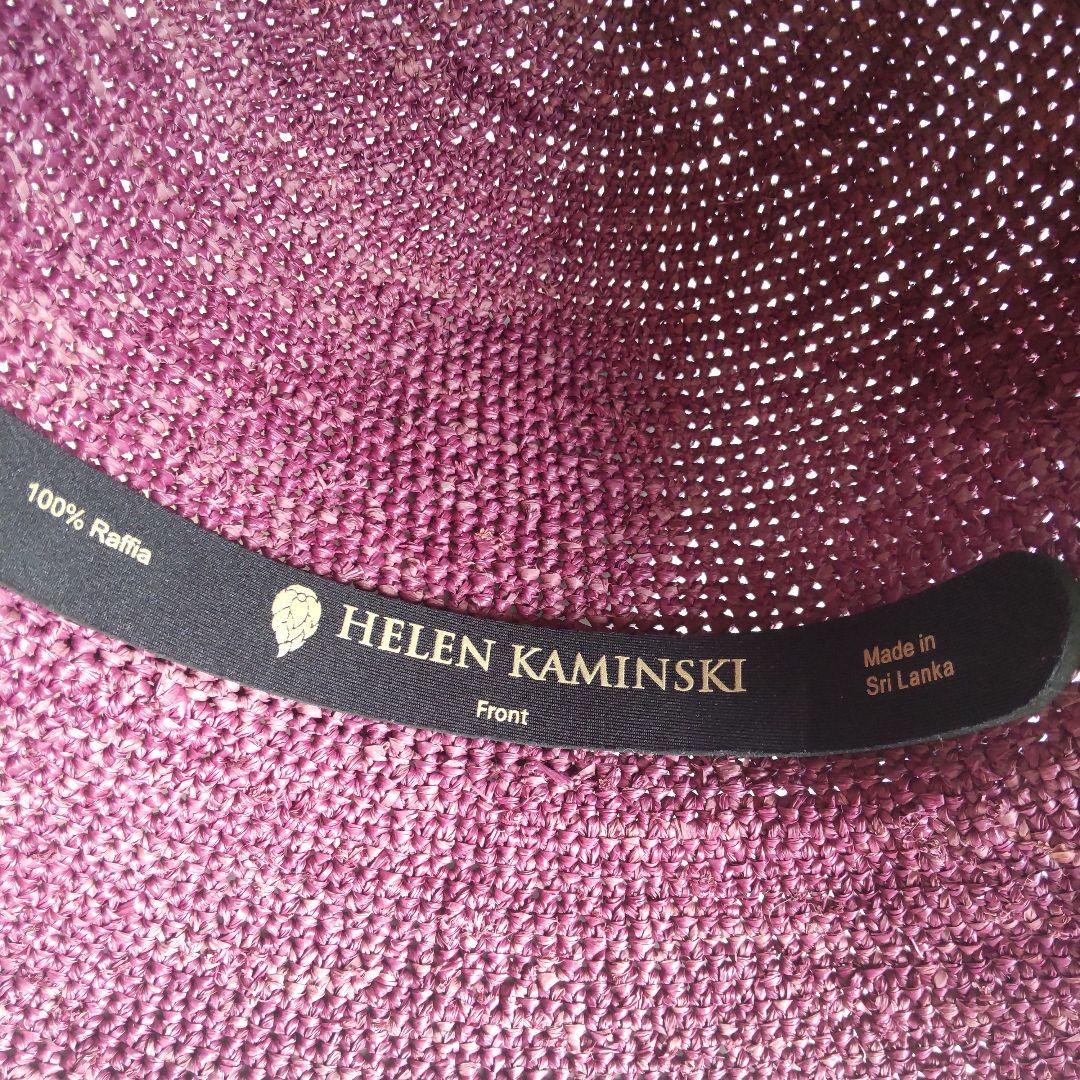 100% Raffia
HELEN KAMINSKI
Front
Made in
Sri Lanka